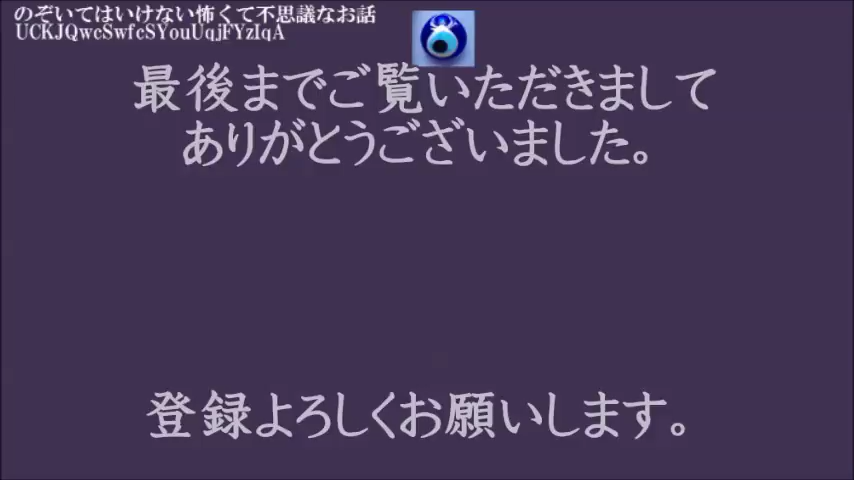 のぞいてはいけない怖くて不思議なお話
UCKJQwcSwfcSYouUqjFYzIqA
最後までご覧いただきまして
ありがとうございました。
登録よろしくお願いします。